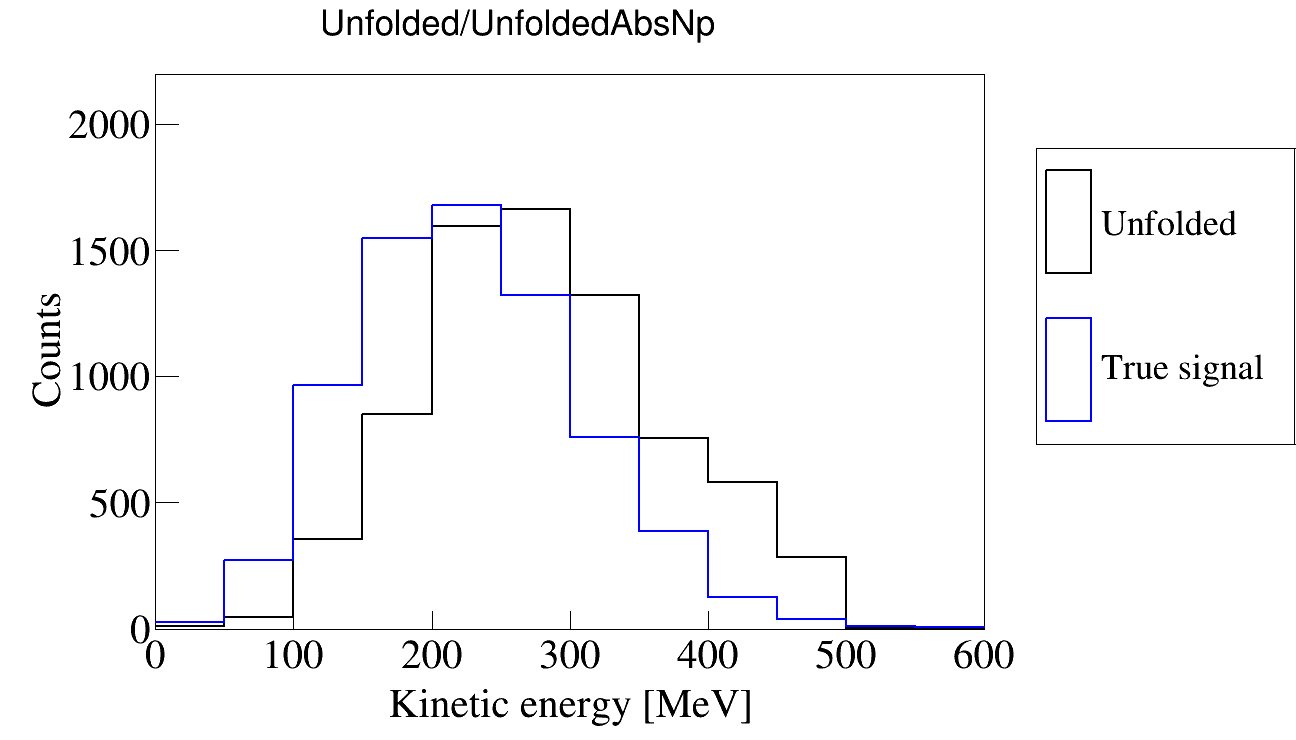 Unfolded/UnfoldedAbsNp
2000
1500
1000
500
0
Counts
0 100 200 300 400 500 600
Kinetic energy [MeV]
Unfolded
True signal